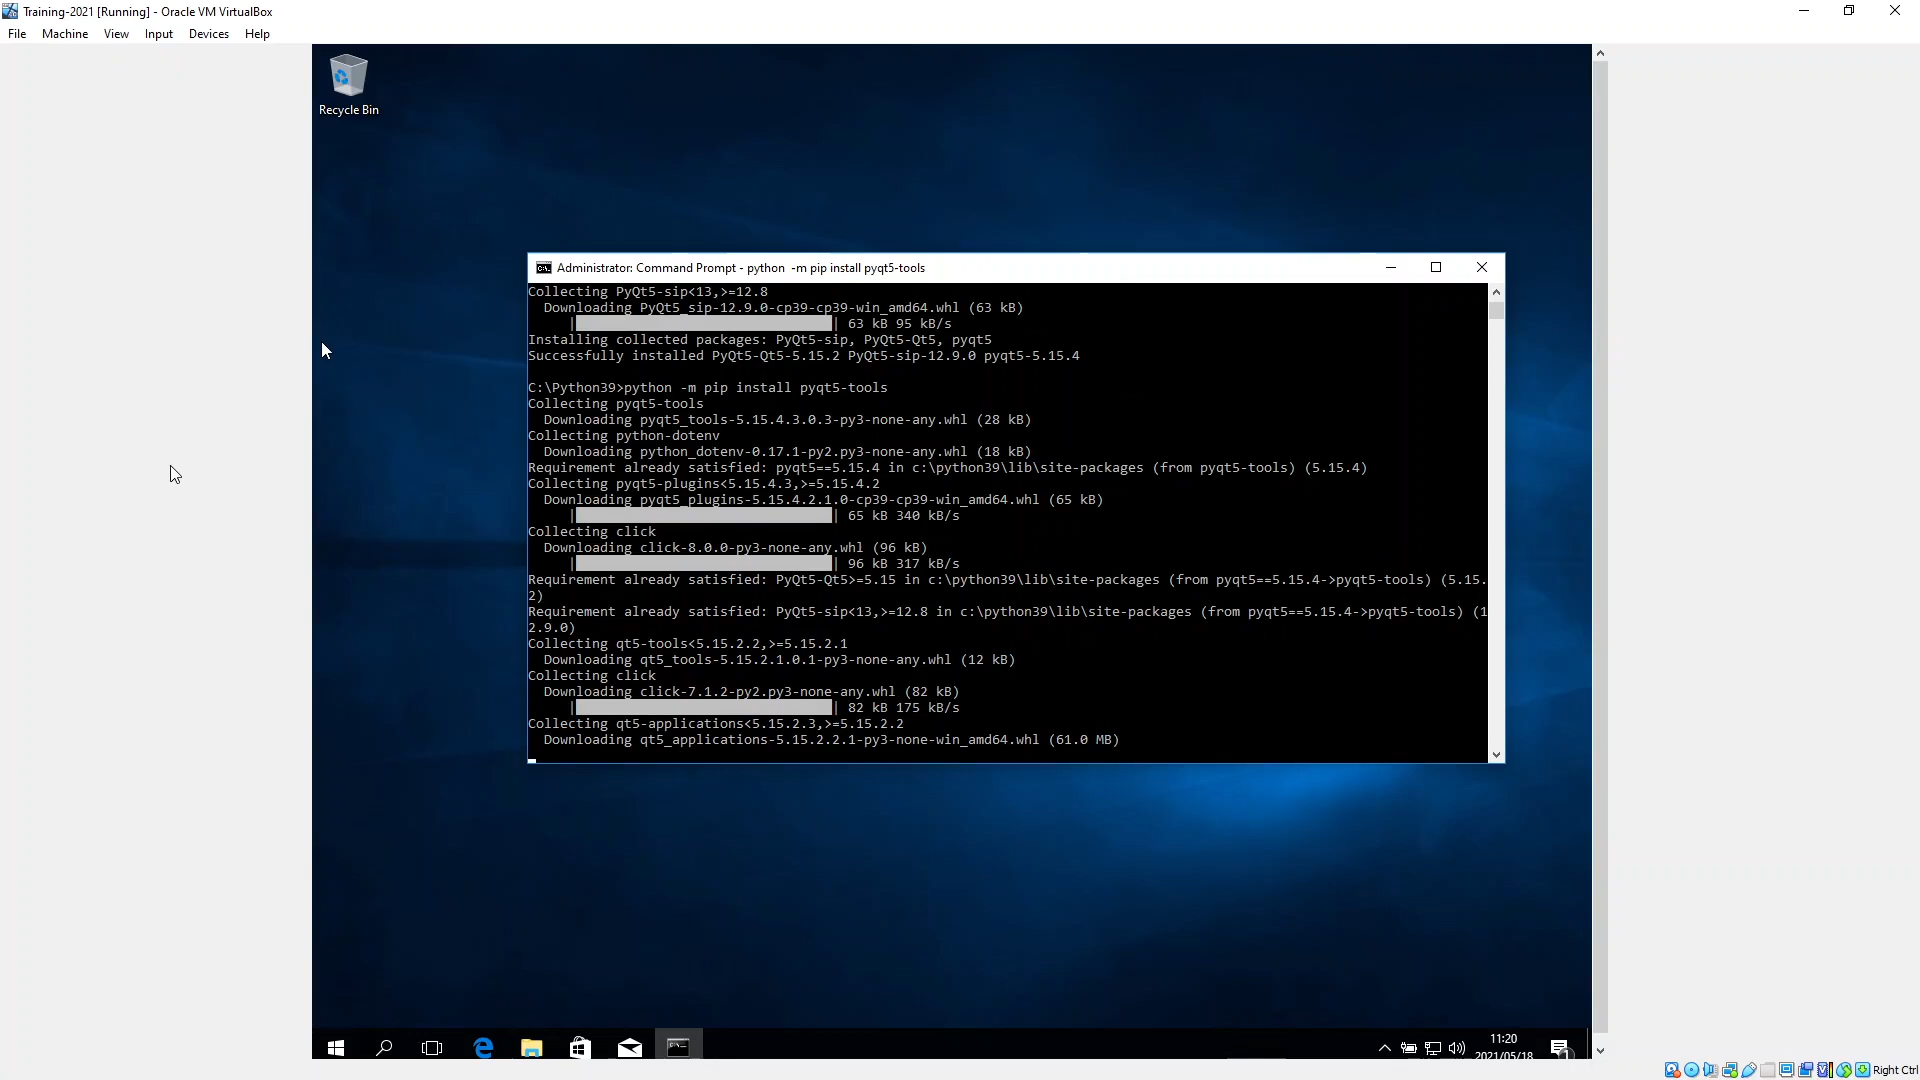 Training-2021 [Running] - Oracle VM VirtualBox
File Machine View Input Devices Help
Recycle Bin
Administrator: Command Prompt - python  -m pip install pyqt5-tools
Collecting PyQt5-sip<13,>=12.8
  Downloading PyQt5_sip-12.9.0-cp39-cp39-win_amd64.whl (63 kB)
| | 63 kB 95 kB/s
Installing collected packages: PyQt5-sip, PyQt5-Qt5, pyqt5
Successfully installed PyQt5-Qt5-5.15.2 PyQt5-sip-12.9.0 pyqt5-5.15.4
C:\Python39>python -m pip install pyqt5-tools
Collecting pyqt5-tools
  Downloading pyqt5_tools-5.15.4.3.0.3-py3-none-any.whl (28 kB)
Collecting python-dotenv
  Downloading python_dotenv-0.17.1-py2.py3-none-any.whl (18 kB)
Requirement already satisfied: pyqt5==5.15.4 in c:\python39\lib\site-packages (from pyqt5-tools) (5.15.4)
Collecting pyqt5-plugins<5.15.4.3,>=5.15.4.2
  Downloading pyqt5_plugins-5.15.4.2.1.0-cp39-cp39-win_amd64.whl (65 kB)
| | 65 kB 340 kB/s
Collecting click
  Downloading click-8.0.0-py3-none-any.whl (96 kB)
| | 96 kB 317 kB/s
Requirement already satisfied: PyQt5-Qt5>=5.15 in c:\python39\lib\site-packages (from pyqt5==5.15.4->pyqt5-tools) (5.15.
2)
Requirement already satisfied: PyQt5-sip<13,>=12.8 in c:\python39\lib\site-packages (from pyqt5==5.15.4->pyqt5-tools) (1
2.9.0)
Collecting qt5-tools<5.15.2.2,>=5.15.2.1
  Downloading qt5_tools-5.15.2.1.0.1-py3-none-any.whl (12 kB)
Collecting click
  Downloading click-7.1.2-py2.py3-none-any.whl (82 kB)
| | 82 kB 175 kB/s
Collecting qt5-applications<5.15.2.3,>=5.15.2.2
  Downloading qt5_applications-5.15.2.2.1-py3-none-win_amd64.whl (61.0 MB)
11:20
2021/05/18
1
Right Ctrl